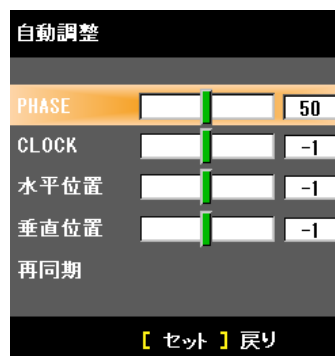 自動調整
PHASE 50
CLOCK -1
水平位置 -1
垂直位置 -1
再同期
[ セット ] 戻り